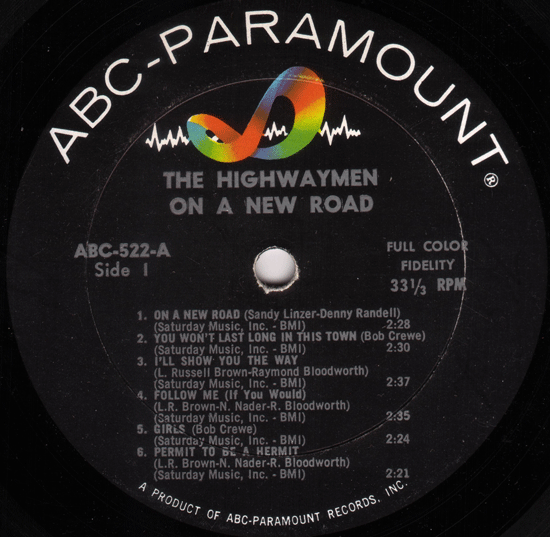 ABC-PARAMOUNT®
THE HIGHWAYMEN
ON A NEW ROAD
ABC-522-A
Side 1
FULL COLOR
FIDELITY
33 1/3 RPM
1. ON A NEW ROAD (Sandy Linzer-Denny Randell)
(Saturday Music, Inc. - BMI) 2:28
2. YOU WON'T LAST LONG IN THIS TOWN (Bob Crewe)
(Saturday Music, Inc. - BMI) 2:30
3. I'LL SHOW YOU THE WAY
(L. Russell Brown-Raymond Bloodworth)
(Saturday Music, Inc. - BMI) 2:37
4. FOLLOW ME (If You Would)
(L.R. Brown-N. Nader-R. Bloodworth)
(Saturday Music, Inc. - BMI) 2:35
5. GIRLS (Bob Crewe)
(Saturday Music, Inc. - BMI) 2:24
6. PERMIT TO BE A HERMIT
(L.R. Brown-N. Nader-R. Bloodworth)
(Saturday Music, Inc. - BMI) 2:21
A PRODUCT OF ABC-PARAMOUNT RECORDS, INC.